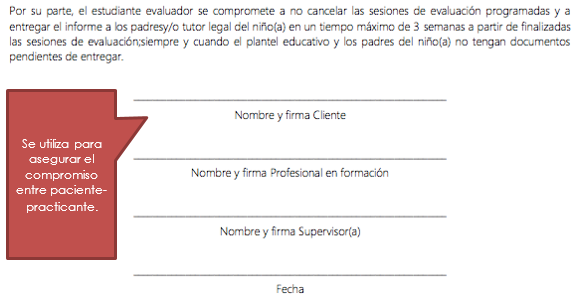 Por su parte, el estudiante evaluador se compromete a no cancelar las sesiones de evaluación programadas y a
entregar el informe a los padresy/o tutor legal del niño(a) en un tiempo máximo de 3 semanas a partir de finalizadas
las sesiones de evaluación;siempre y cuando el plantel educativo y los padres del niño(a) no tengan documentos
pendientes de entregar.
Nombre y firma Cliente
Se utiliza para
asegurar el
compromiso
entre paciente-
practicante.
Nombre y firma Profesional en formación
Nombre y firma Supervisor(a)
Fecha